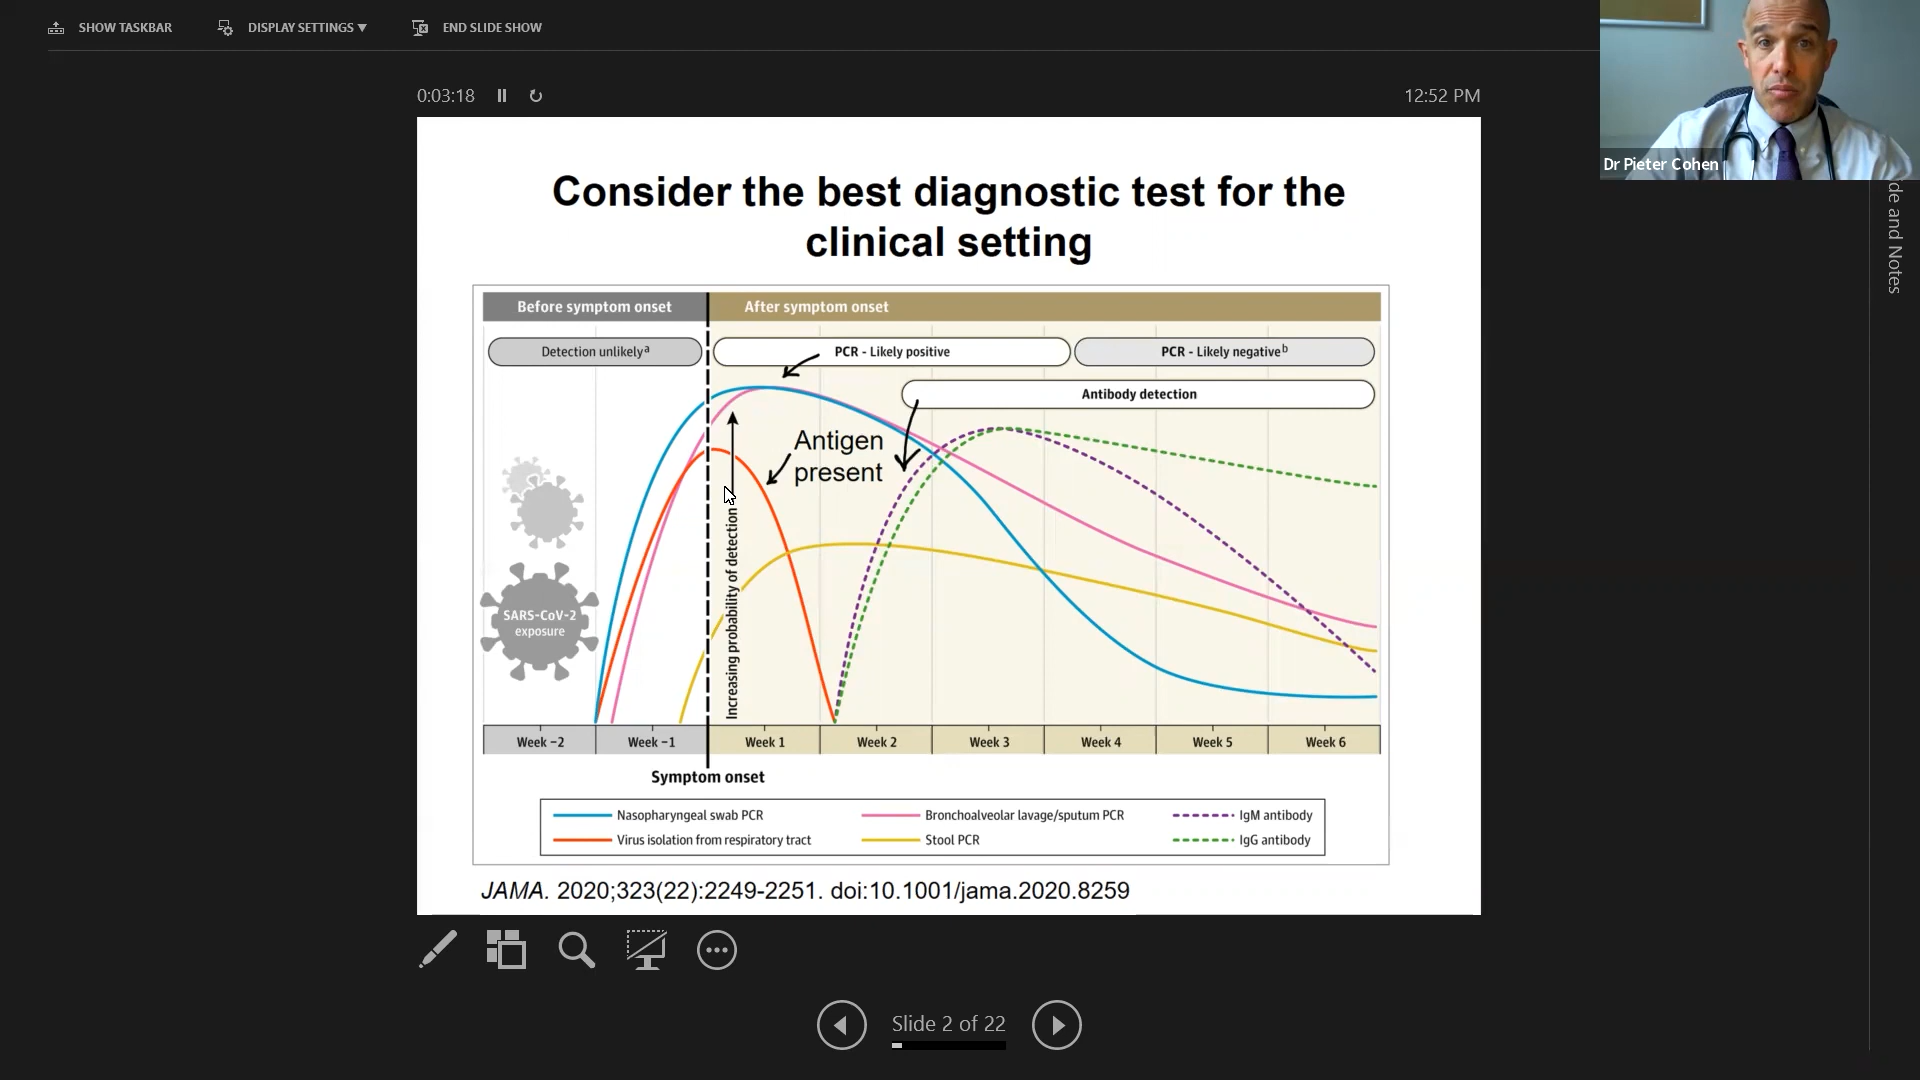 SHOW TASKBAR
DISPLAY SETTINGS ▾
END SLIDE SHOW
0:03:18
12:52 PM
Dr Pieter Cohen
de and Notes
Consider the best diagnostic test for the
clinical setting
Before symptom onset
After symptom onset
Detection unlikelyᵃ
PCR - Likely positive
PCR - Likely negativeᵇ
Antibody detection
Antigen
present
Increasing probability of detection
SARS-CoV-2
exposure
Week −2
Week −1
Week 1
Week 2
Week 3
Week 4
Week 5
Week 6
Symptom onset
Nasopharyngeal swab PCR
Bronchoalveolar lavage/sputum PCR
IgM antibody
Virus isolation from respiratory tract
Stool PCR
IgG antibody
JAMA. 2020;323(22):2249-2251. doi:10.1001/jama.2020.8259
Slide 2 of 22